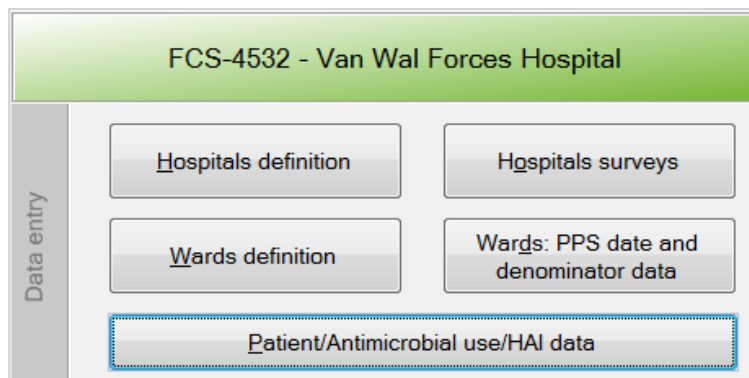 FCS-4532 - Van Wal Forces Hospital
Data entry
Hospitals definition
Hospitals surveys
Wards definition
Wards: PPS date and
denominator data
Patient/Antimicrobial use/HAI data